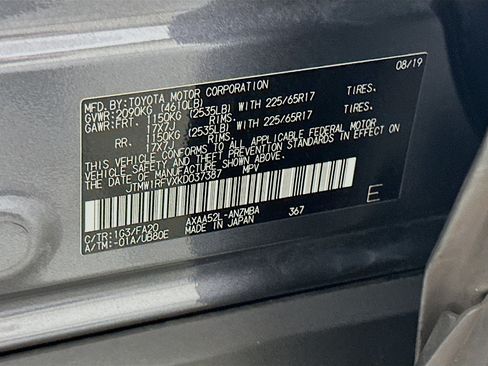 MFD.BY:TOYOTA MOTOR CORPORATION 08/19
GVWR:2090KG (4610LB)
GAWR:FRT. 1150KG (2535LB) WITH 225/65R17 TIRES.
17X7J RIMS.
RR. 1150KG (2535LB) WITH 225/65R17 TIRES.
17X7J RIMS.
THIS VEHICLE CONFORMS TO ALL APPLICABLE FEDERAL MOTOR
VEHICLE SAFETY AND THEFT PREVENTION STANDARDS IN EFFECT ON
THE DATE OF MANUFACTURE SHOWN ABOVE.
JTMW1RFVXKD037387 MPV
E
C/TR:1G3/FA20 AXAA52L-ANZMBA 367
A/TM:-01A/UB80E MADE IN JAPAN